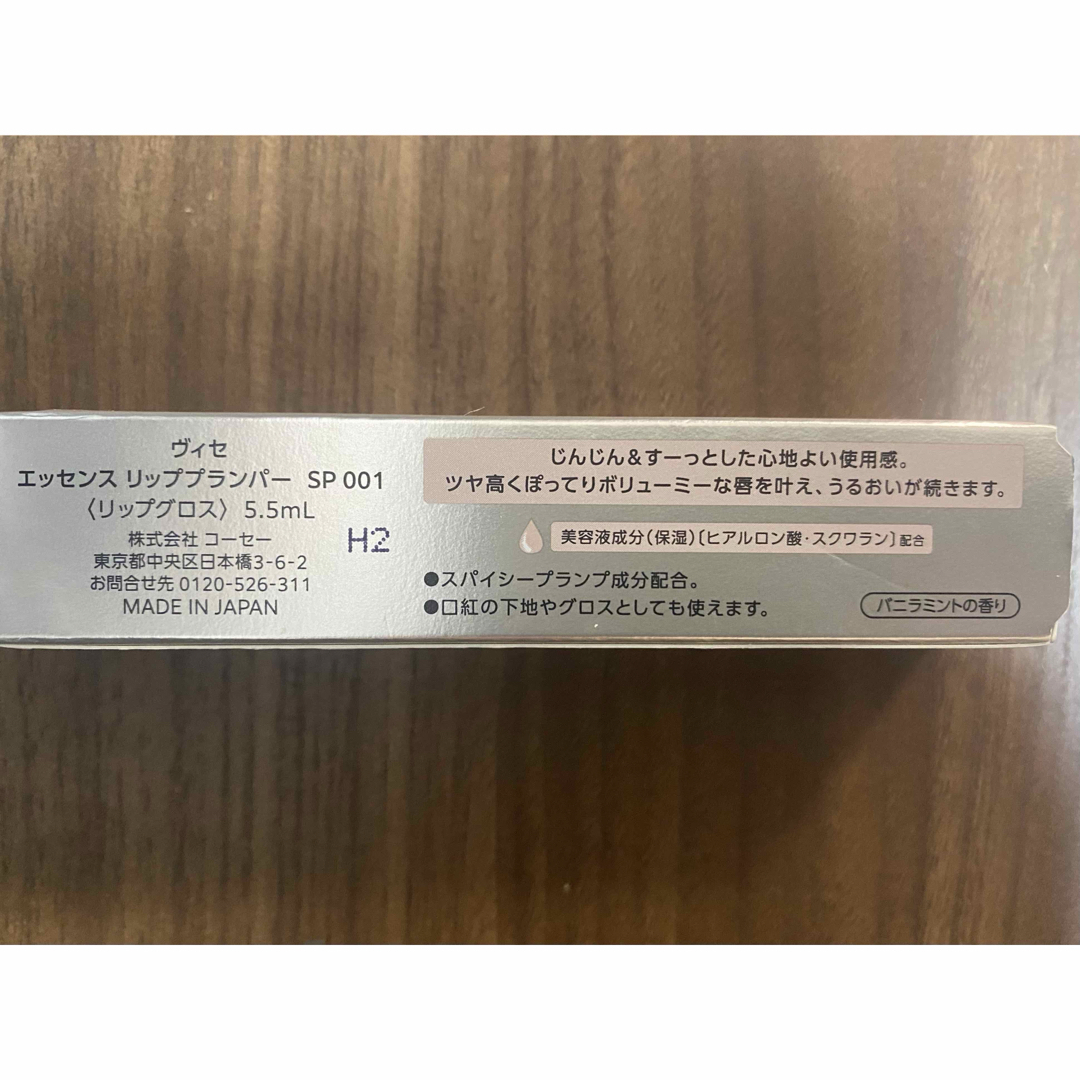 ヴィセ
エッセンス リッププランパー SP 001
〈リップグロス〉 5.5mL
株式会社 コーセー
東京都中央区日本橋3-6-2
お問合せ先 0120-526-311
MADE IN JAPAN
H2
じんじん＆すーっとした心地よい使用感。
ツヤ高くぽってりボリューミーな唇を叶え、うるおいが続きます。
美容液成分（保湿）〔ヒアルロン酸・スクワラン〕配合
●スパイシープランプ成分配合。
●口紅の下地やグロスとしても使えます。
バニラミントの香り